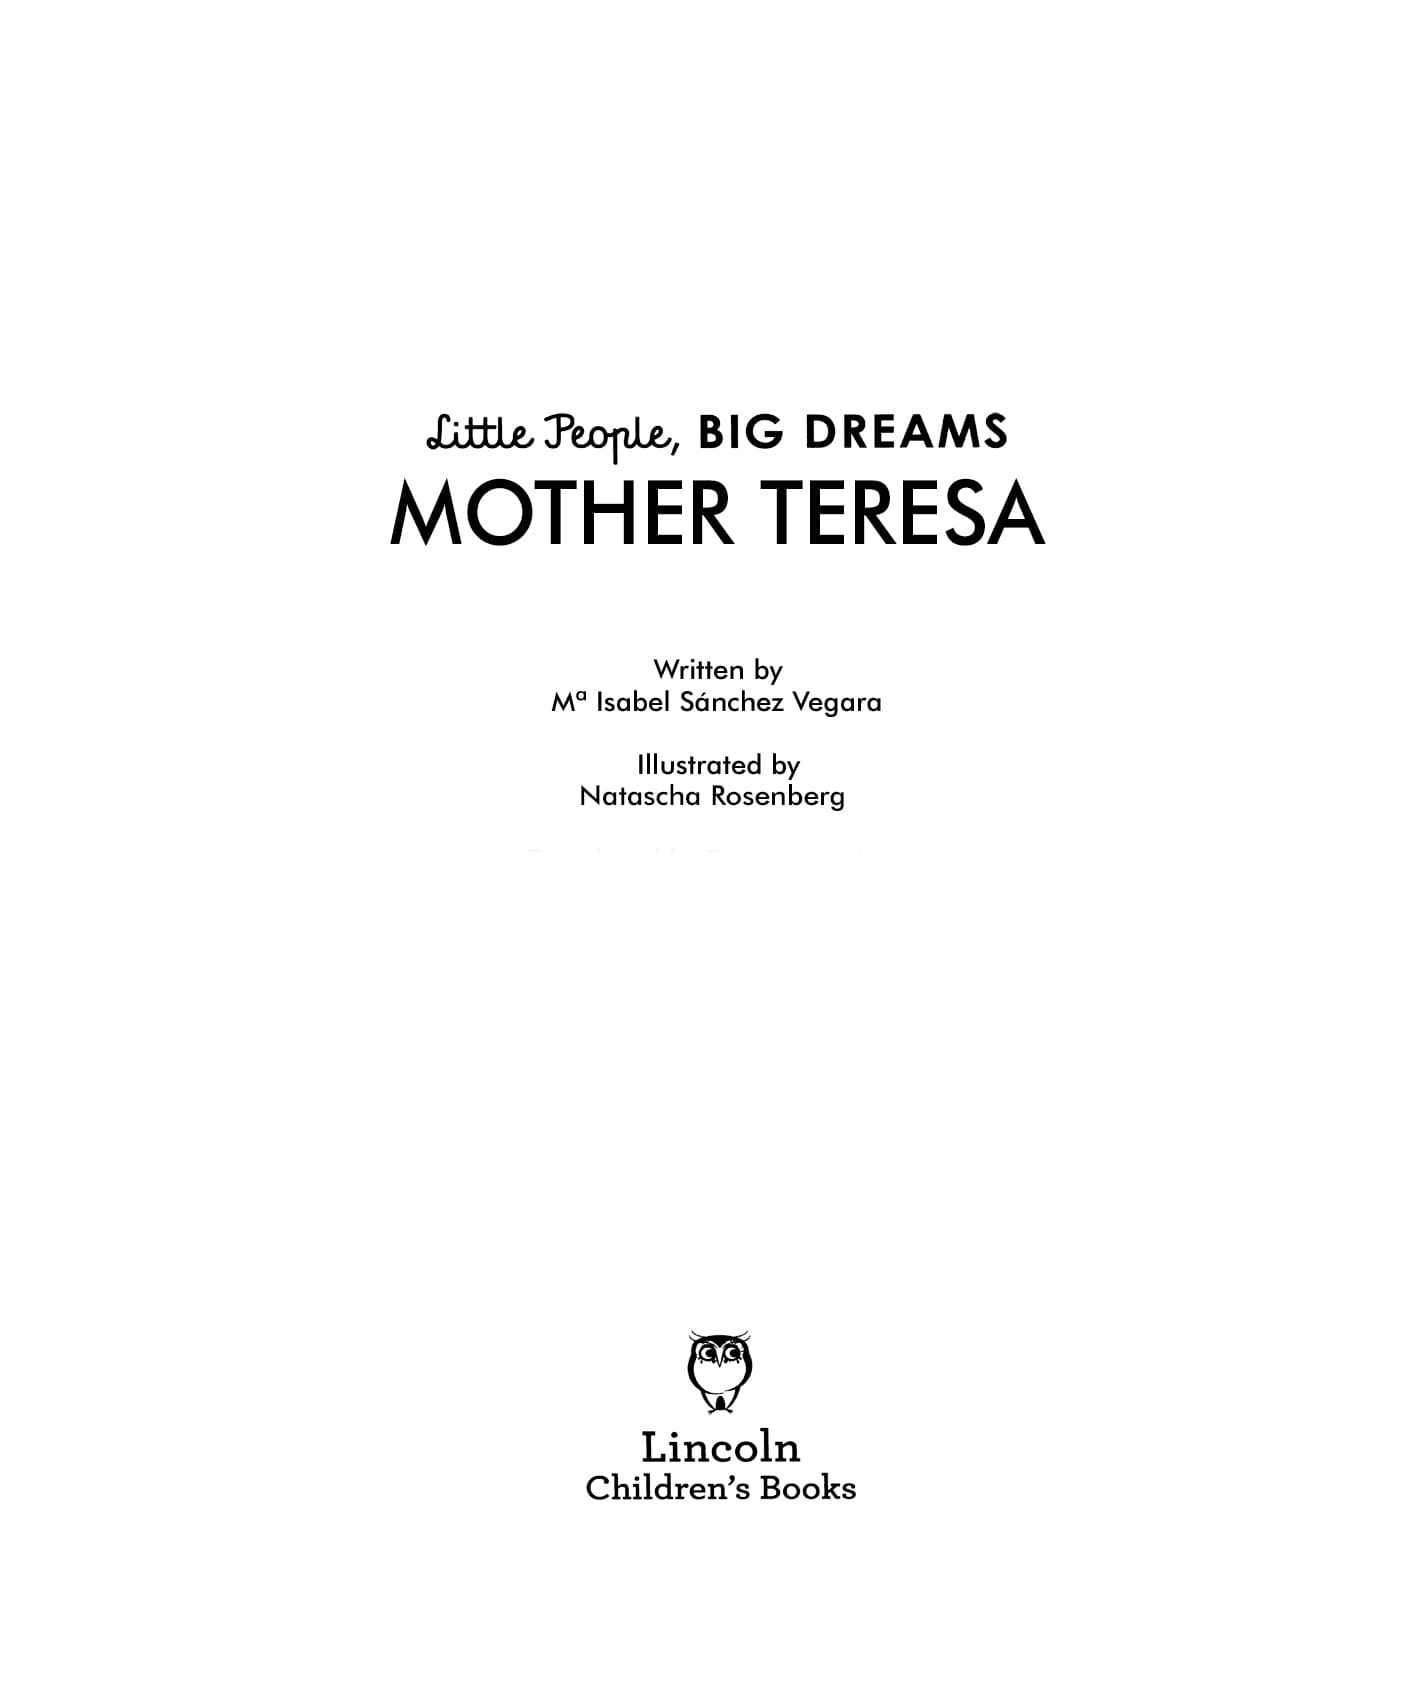 Little People, BIG DREAMS
MOTHER TERESA
Written by
Mª Isabel Sánchez Vegara
Illustrated by
Natascha Rosenberg
Lincoln
Children's Books